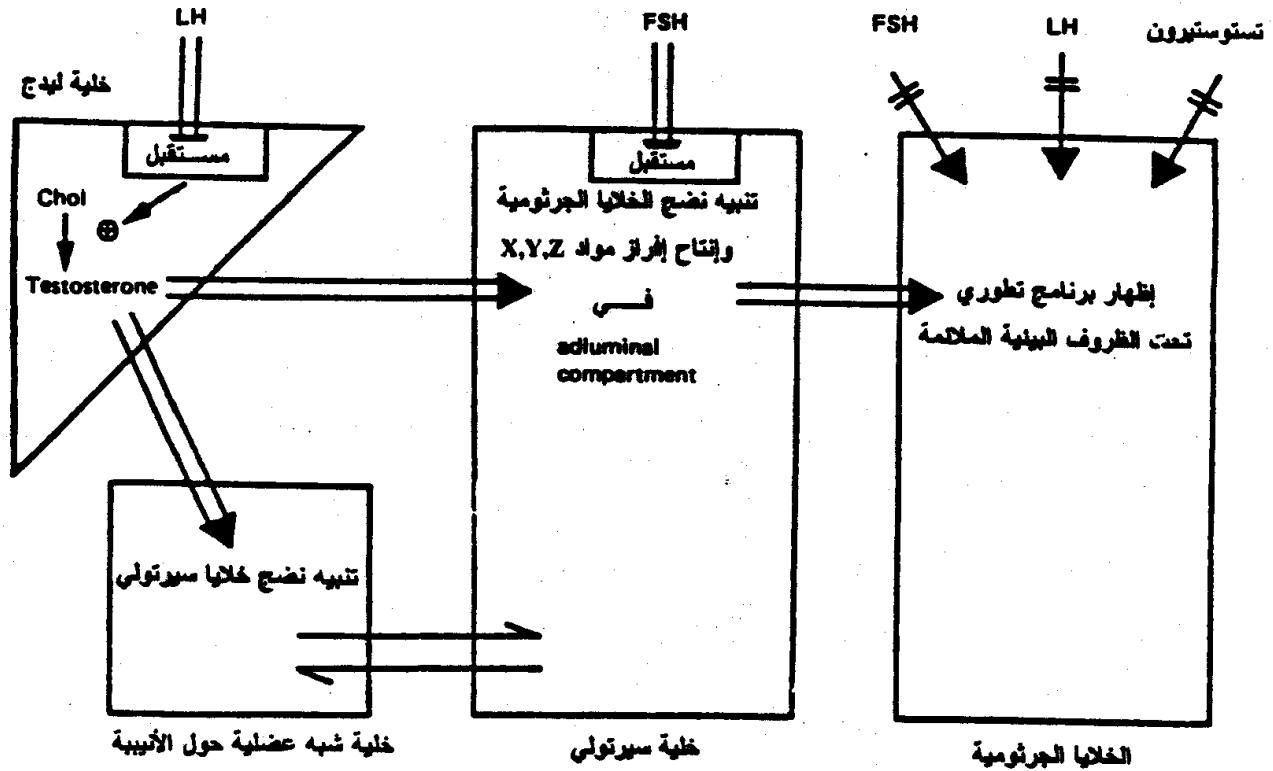 LH
خلية ليدج
مستقبل
Chol
Testosterone
تنبيه نضج خلايا سيرتولي
خلية شبه عضلية حول الأنيببة
FSH
مستقبل
تنبيه نضج الخلايا الجرثومية
وإنتاج إفراز مواد X,Y,Z
فـي
adluminal
compartment
خلية سيرتولي
FSH
LH
تستوستيرون
إظهار برنامج تطوري
تحت الظروف البيئية الملائمة
الخلايا الجرثومية